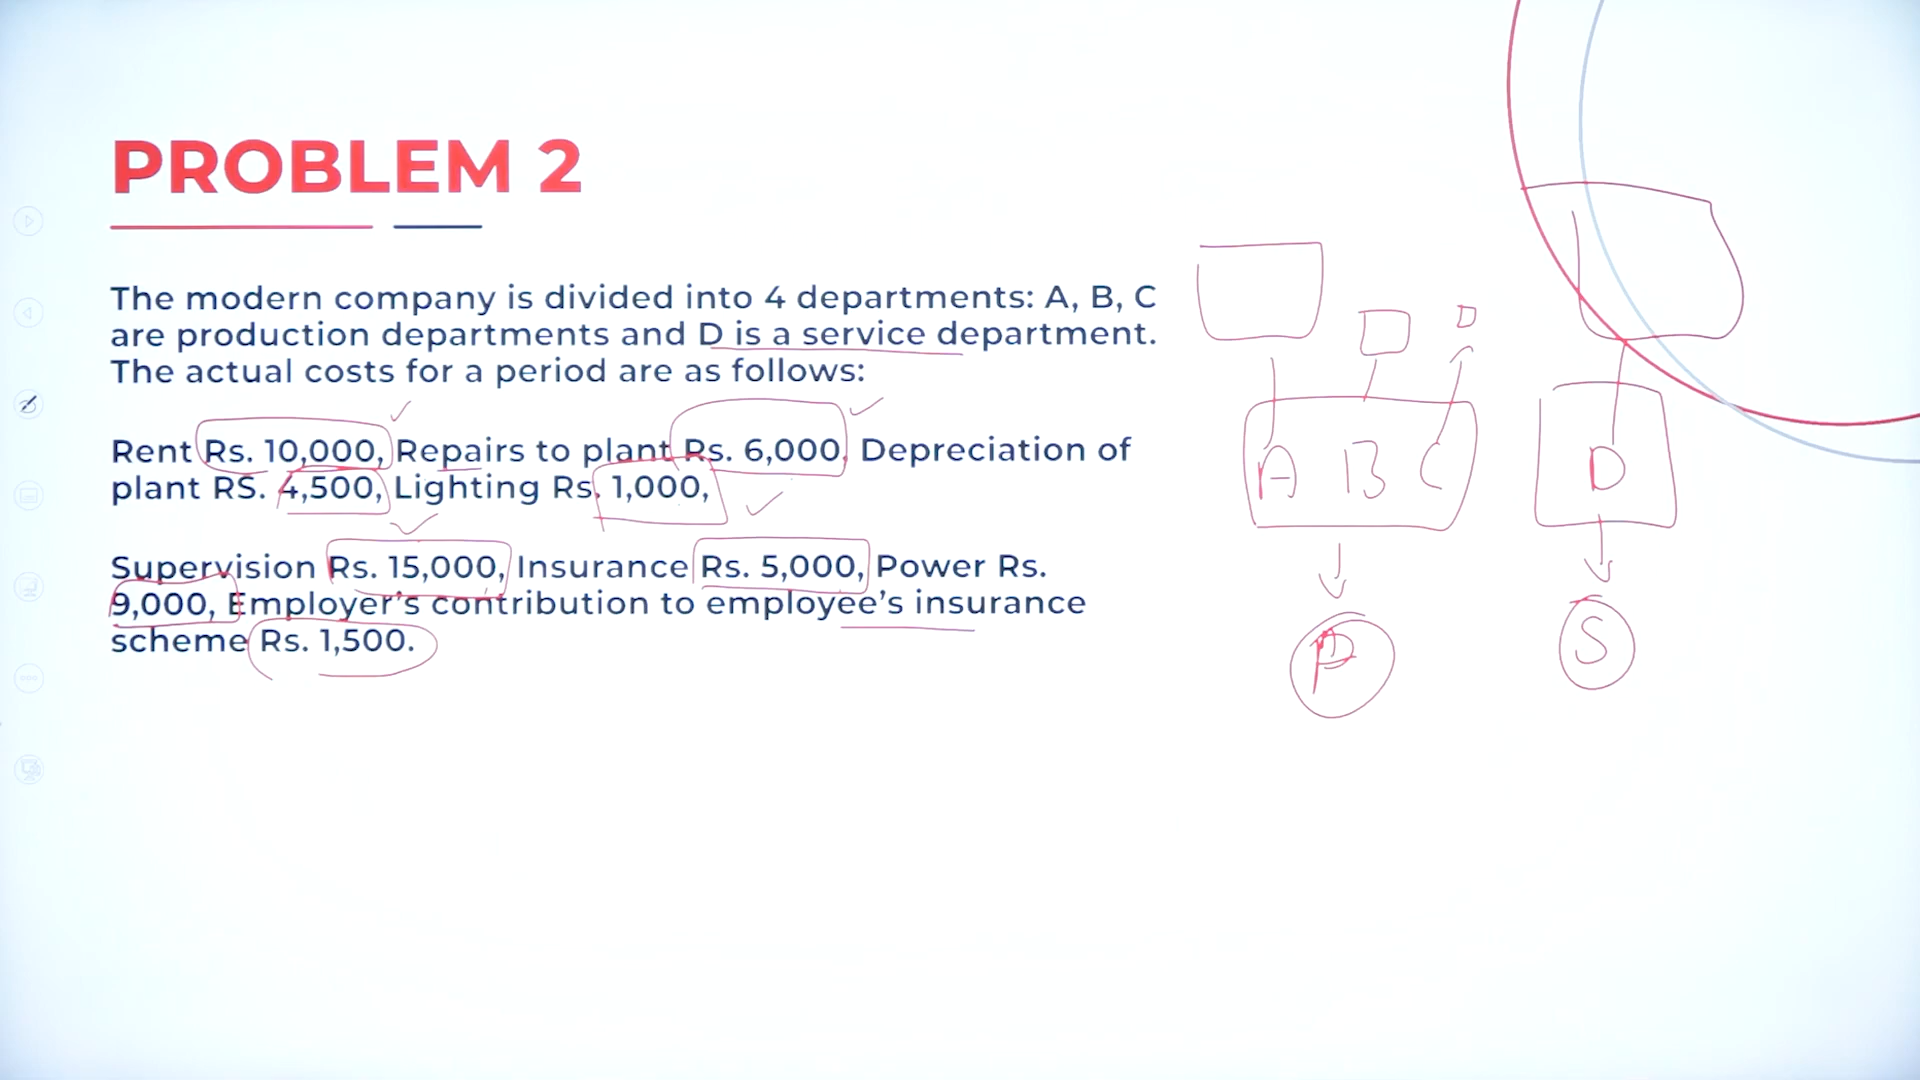 PROBLEM 2
The modern company is divided into 4 departments: A, B, C
are production departments and D is a service department.
The actual costs for a period are as follows:
Rent Rs. 10,000, Repairs to plant Rs. 6,000, Depreciation of
plant RS. 4,500, Lighting Rs. 1,000,
Supervision Rs. 15,000, Insurance Rs. 5,000, Power Rs.
9,000, Employer's contribution to employee's insurance
scheme Rs. 1,500.
A B C
D
P
S